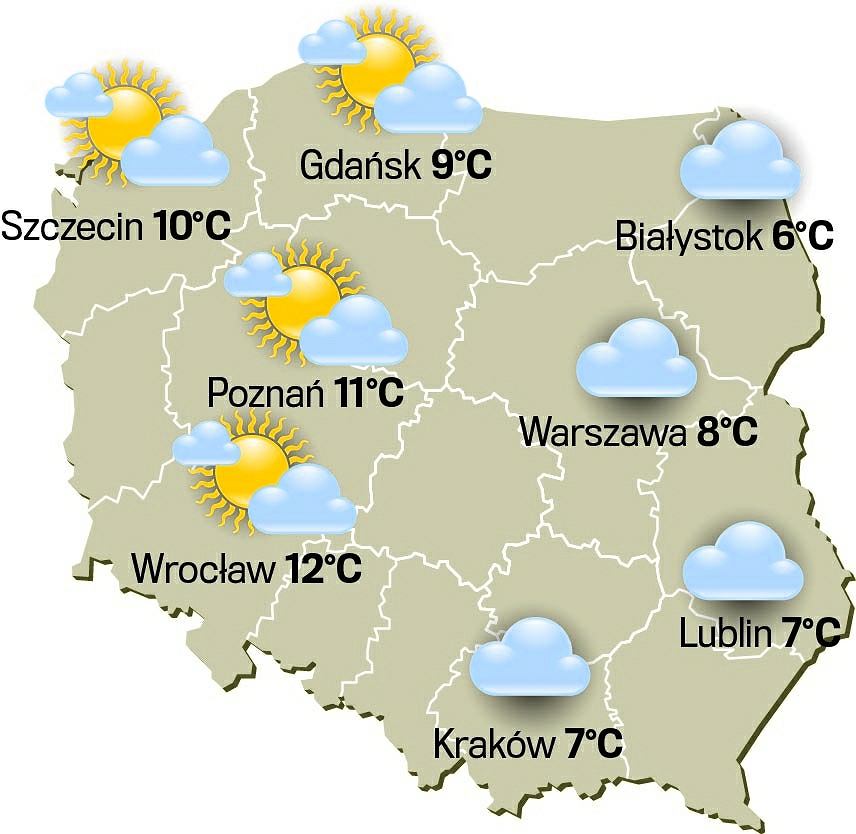 Gdańsk 9°C
Szczecin 10°C
Białystok 6°C
Poznań 11°C
Warszawa 8°C
Wrocław 12°C
Lublin 7°C
Kraków 7°C